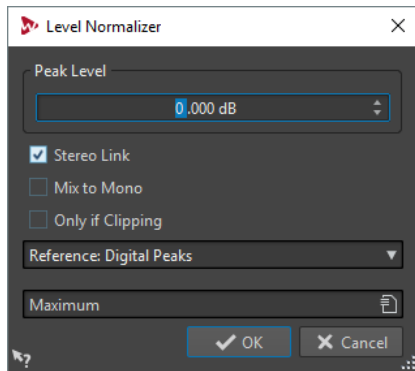 Level Normalizer
Peak Level
0.000 dB
Stereo Link
Mix to Mono
Only if Clipping
Reference: Digital Peaks
Maximum
OK
Cancel
?